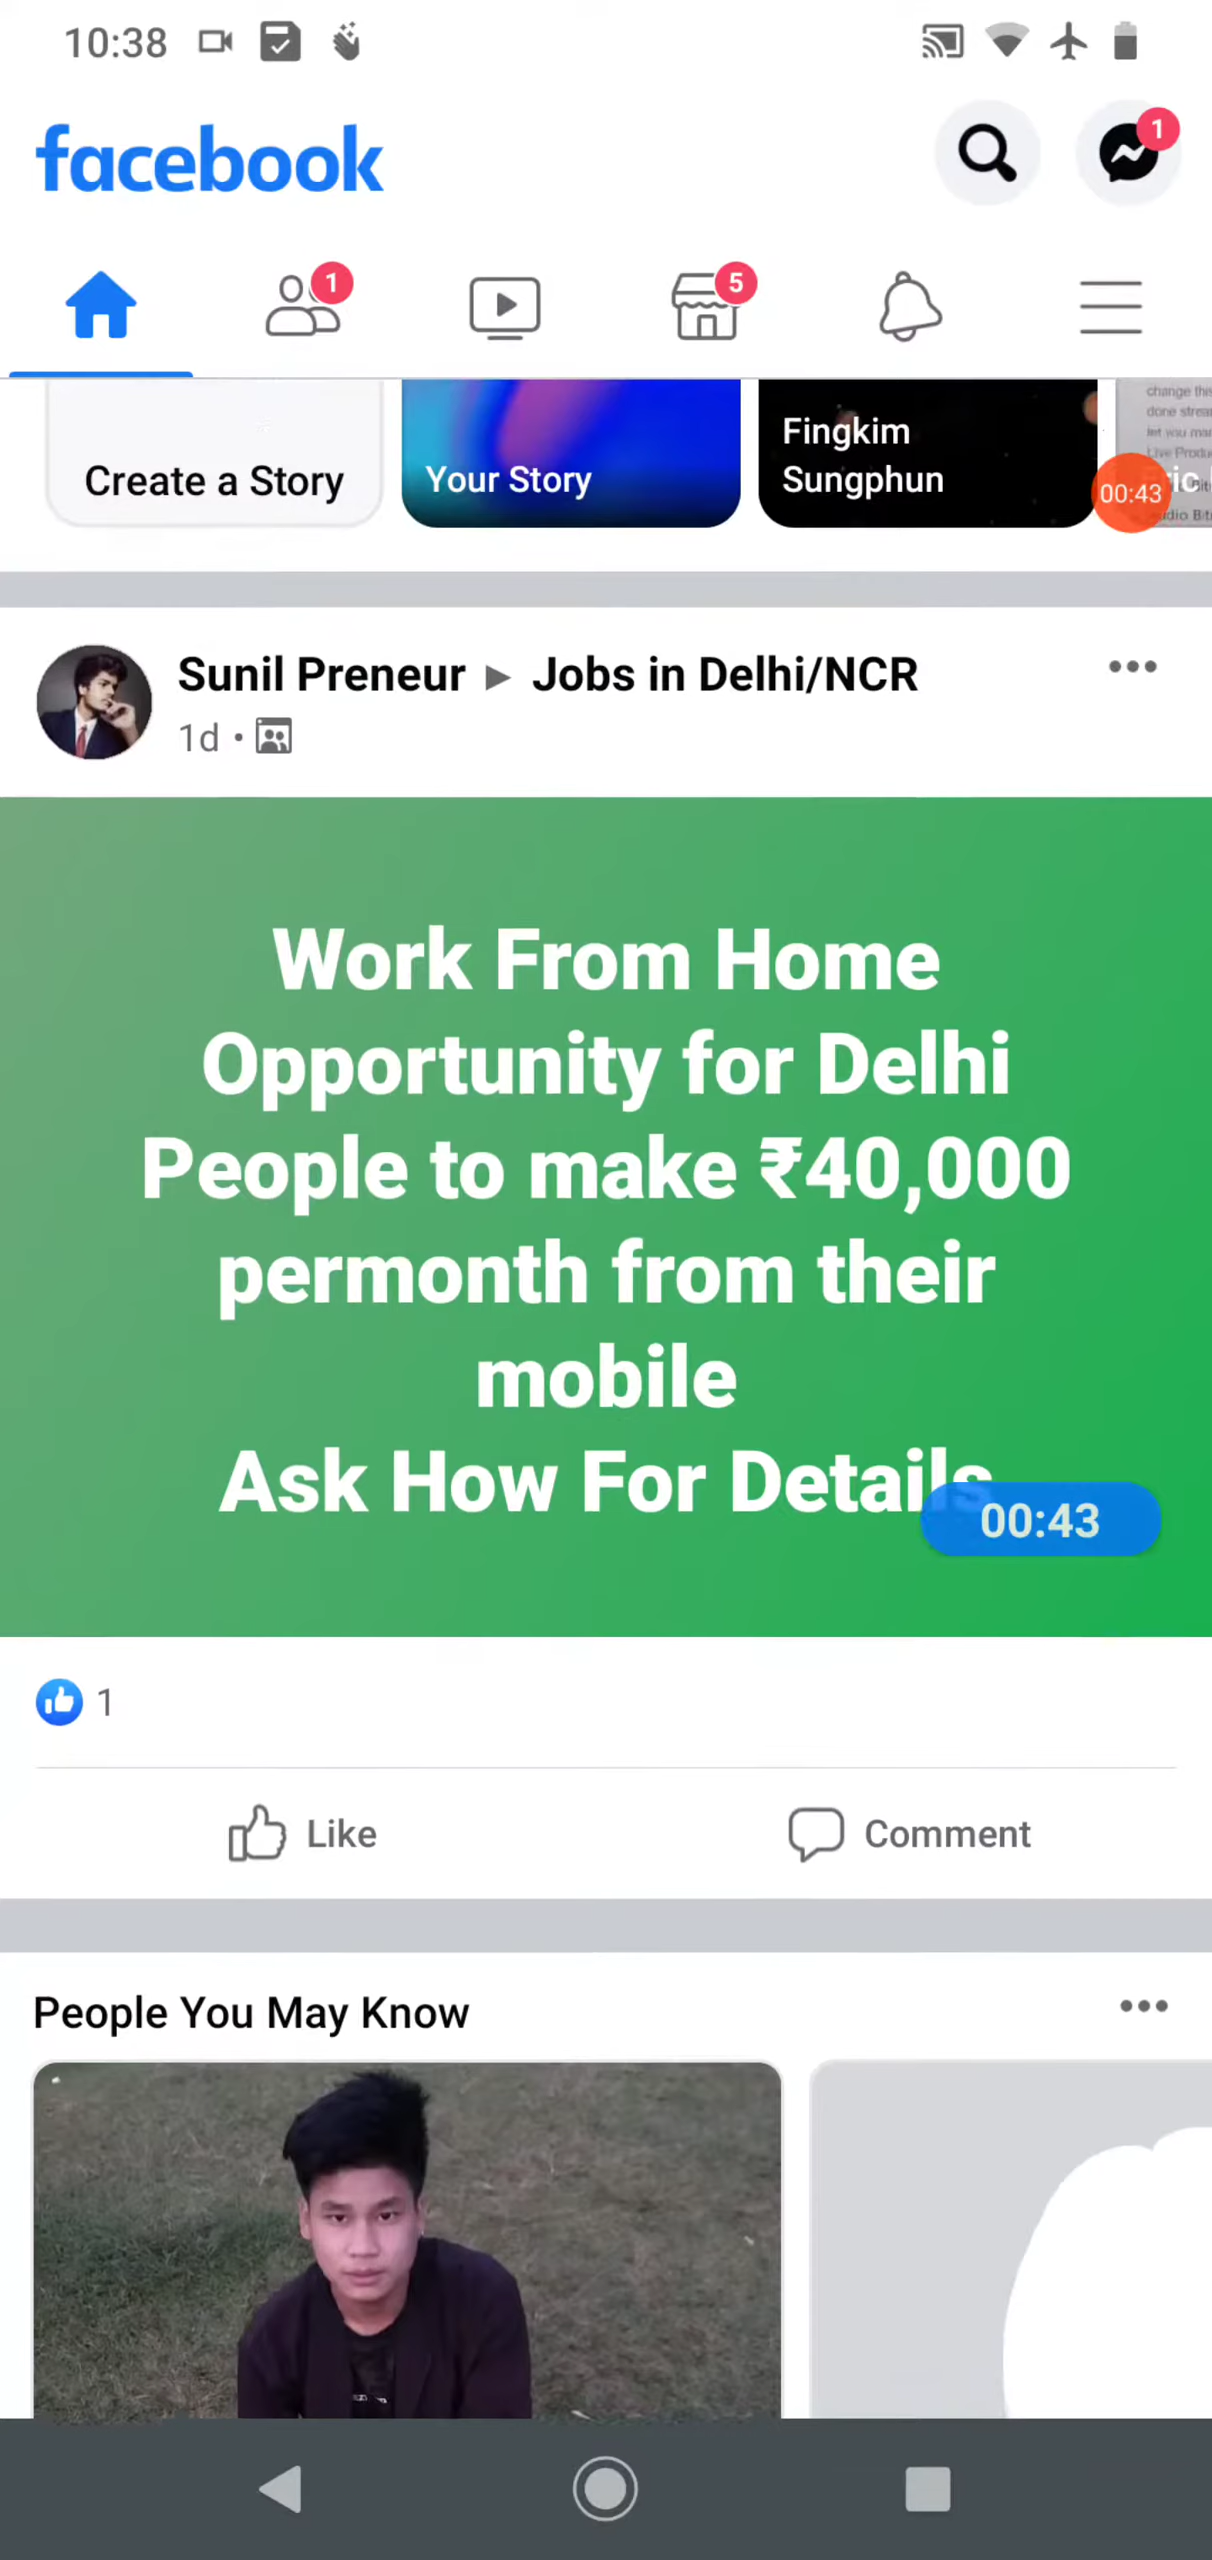 10:38
facebook
1
1
5
change this
Create a Story
Your Story
Fingkim
Sungphun
00:43
Sunil Preneur ▸ Jobs in Delhi/NCR
1d •
Work From Home
Opportunity for Delhi
People to make ₹40,000
permonth from their
mobile
Ask How For Details
00:43
1
Like
Comment
People You May Know